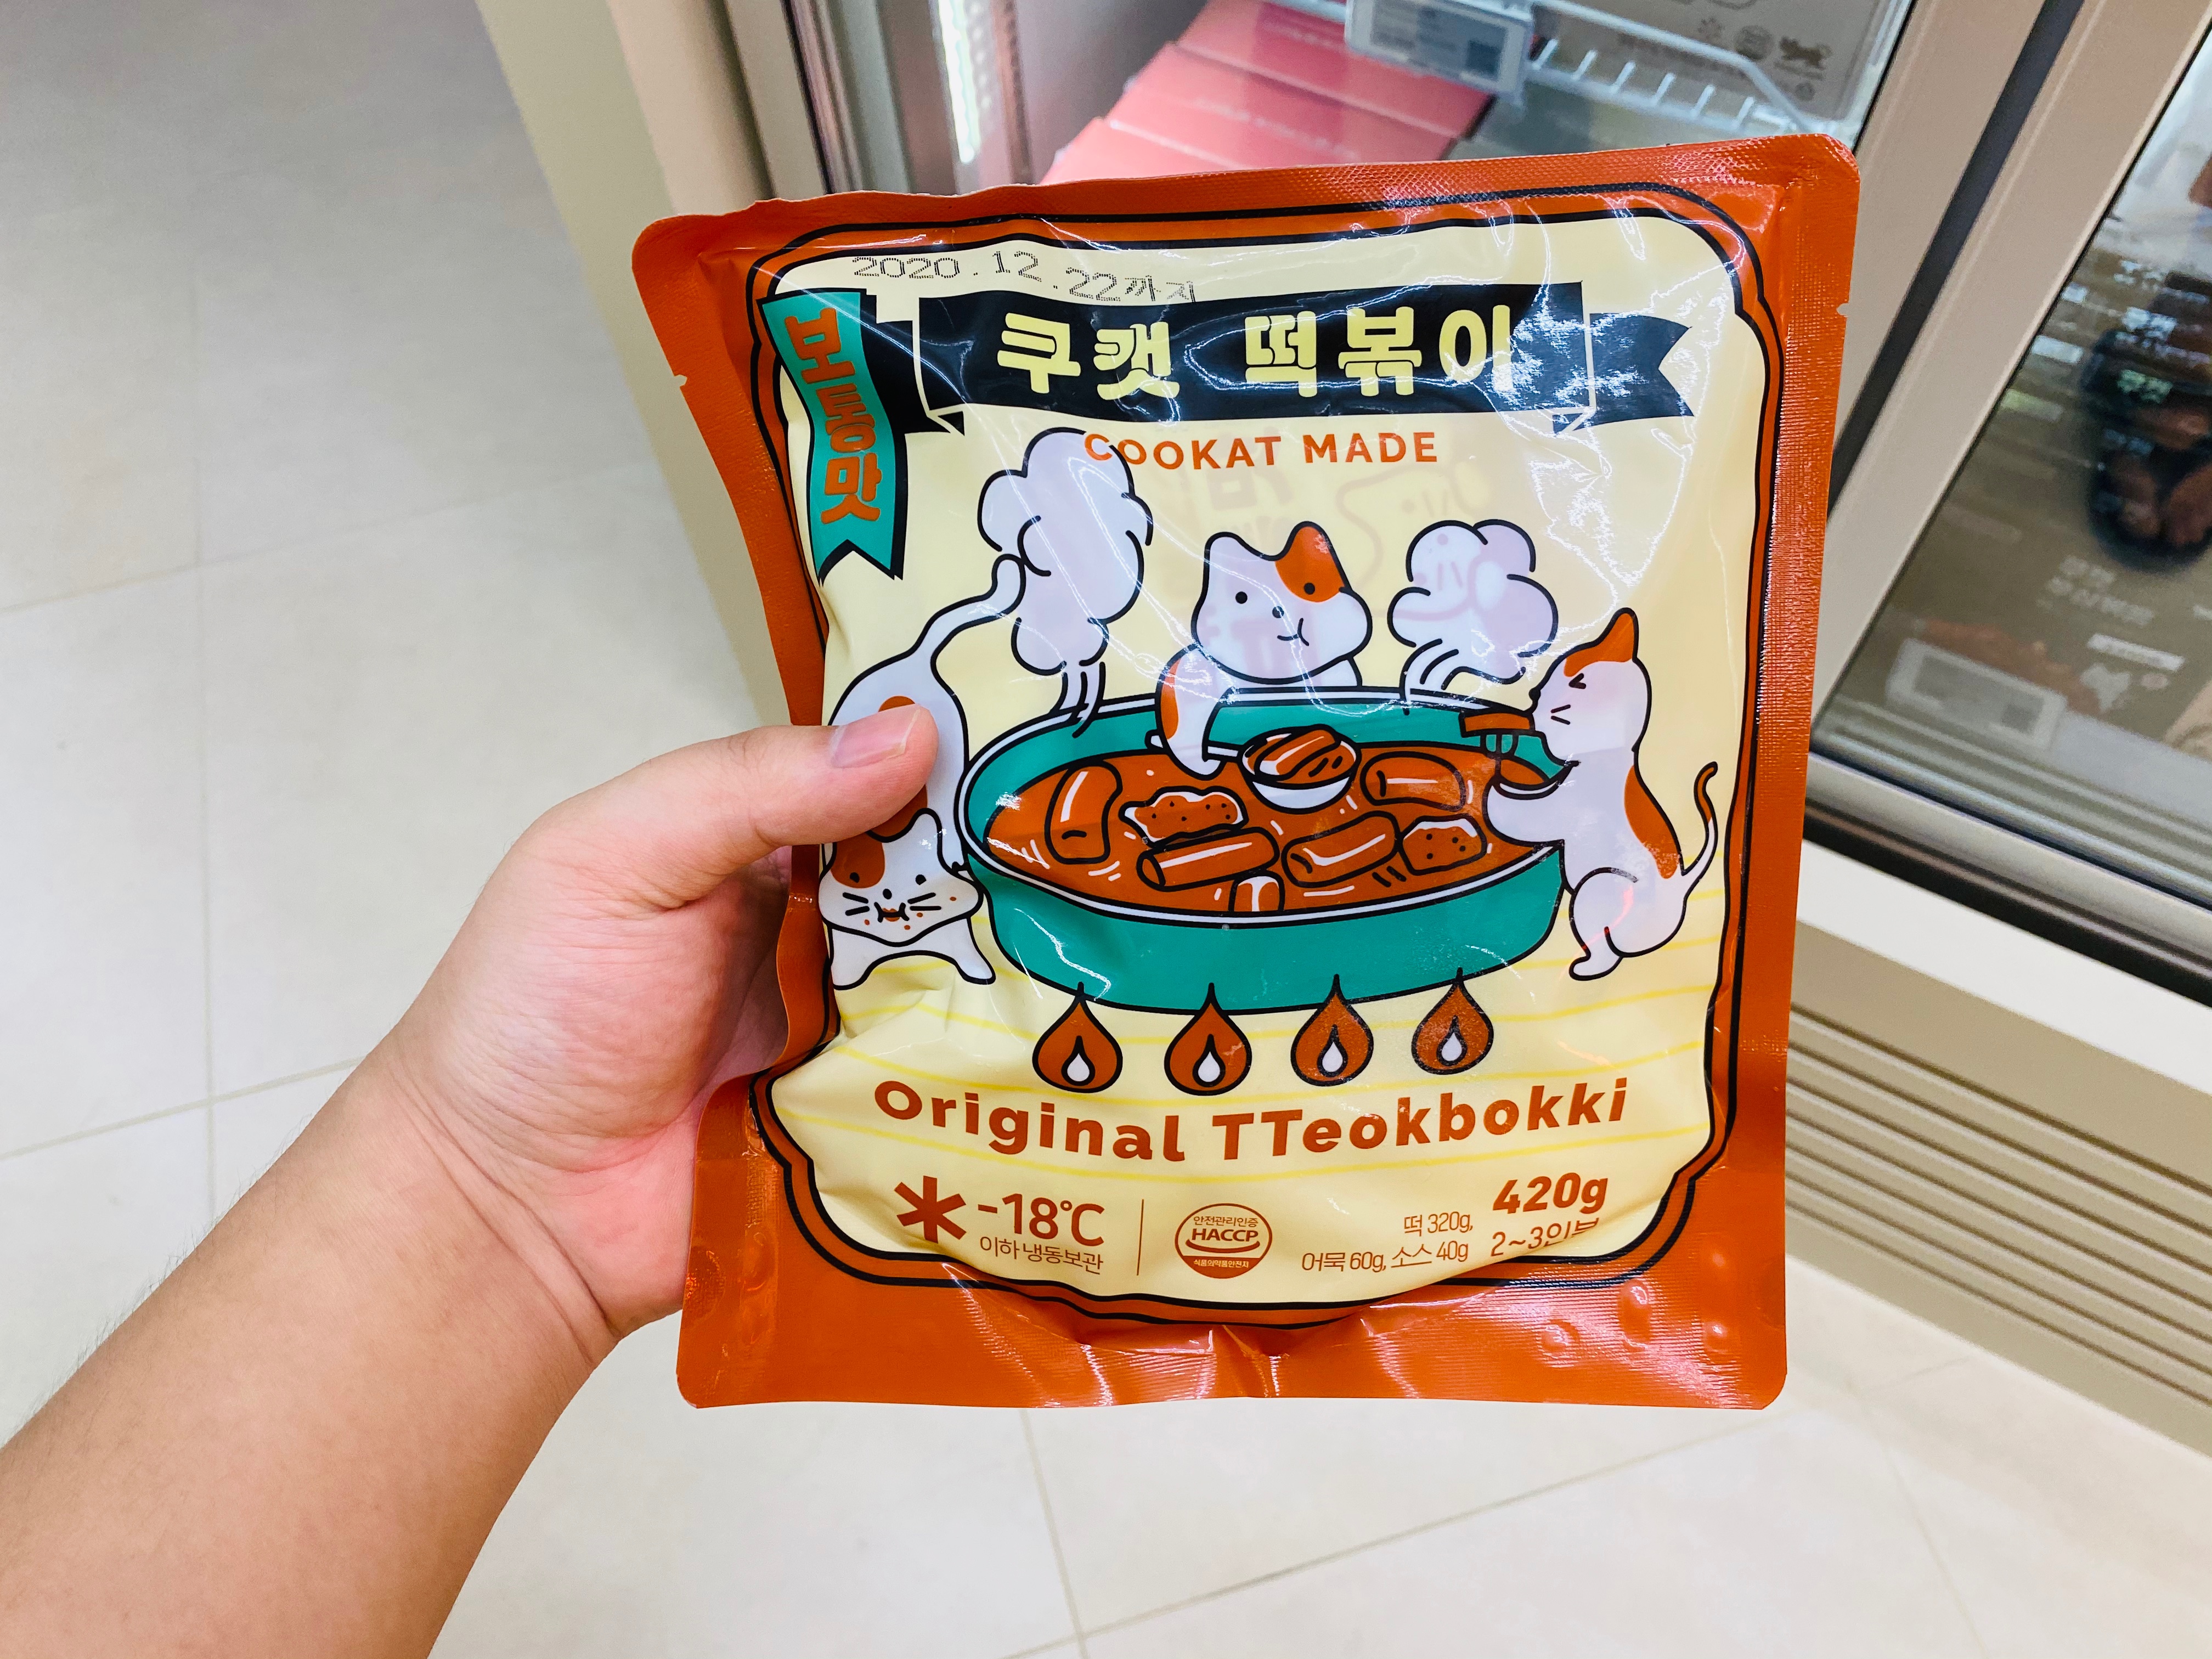 2020.12.22까지
쿠캣 떡볶이
보통맛
COOKAT MADE
Original TTeokbokki
-18℃
이하 냉동보관
안전관리인증
HACCP
식품의약품안전처
떡 320g,
어묵 60g, 소스 40g
420g
2~3인분